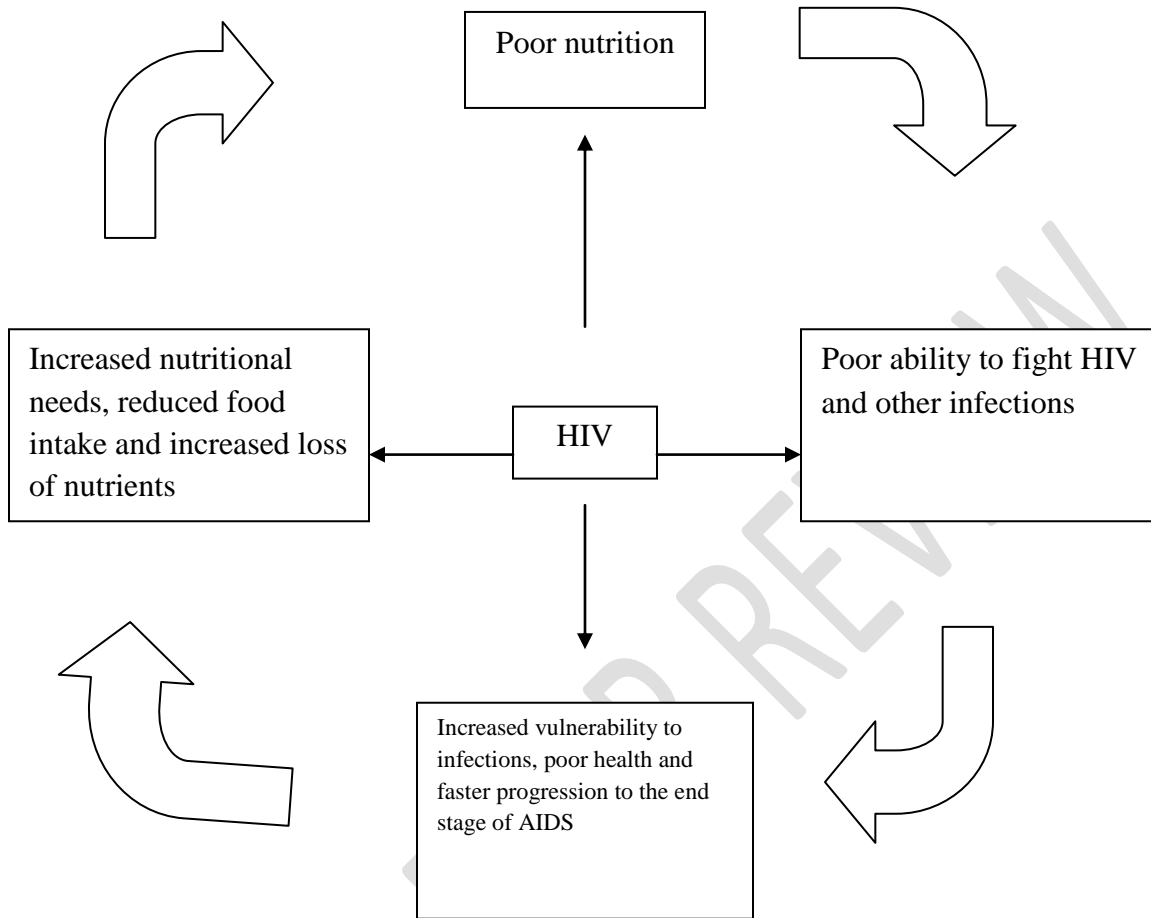 Poor nutrition
Increased nutritional
needs, reduced food
intake and increased loss
of nutrients
HIV
Poor ability to fight HIV
and other infections
Increased vulnerability to
infections, poor health and
faster progression to the end
stage of AIDS
REVIEW